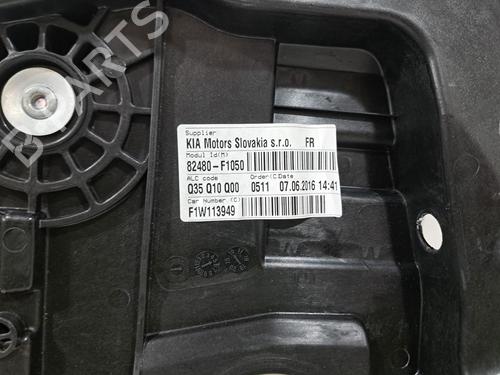 B-PARTS
Supplier
KIA Motors Slovakia s.r.o. FR
Modul Id(M)
82480-F1050
ALC code Order(C)Date
Q35 Q10 Q00 0511 07.06.2016 14:41
Car Number (C)
F1W113949